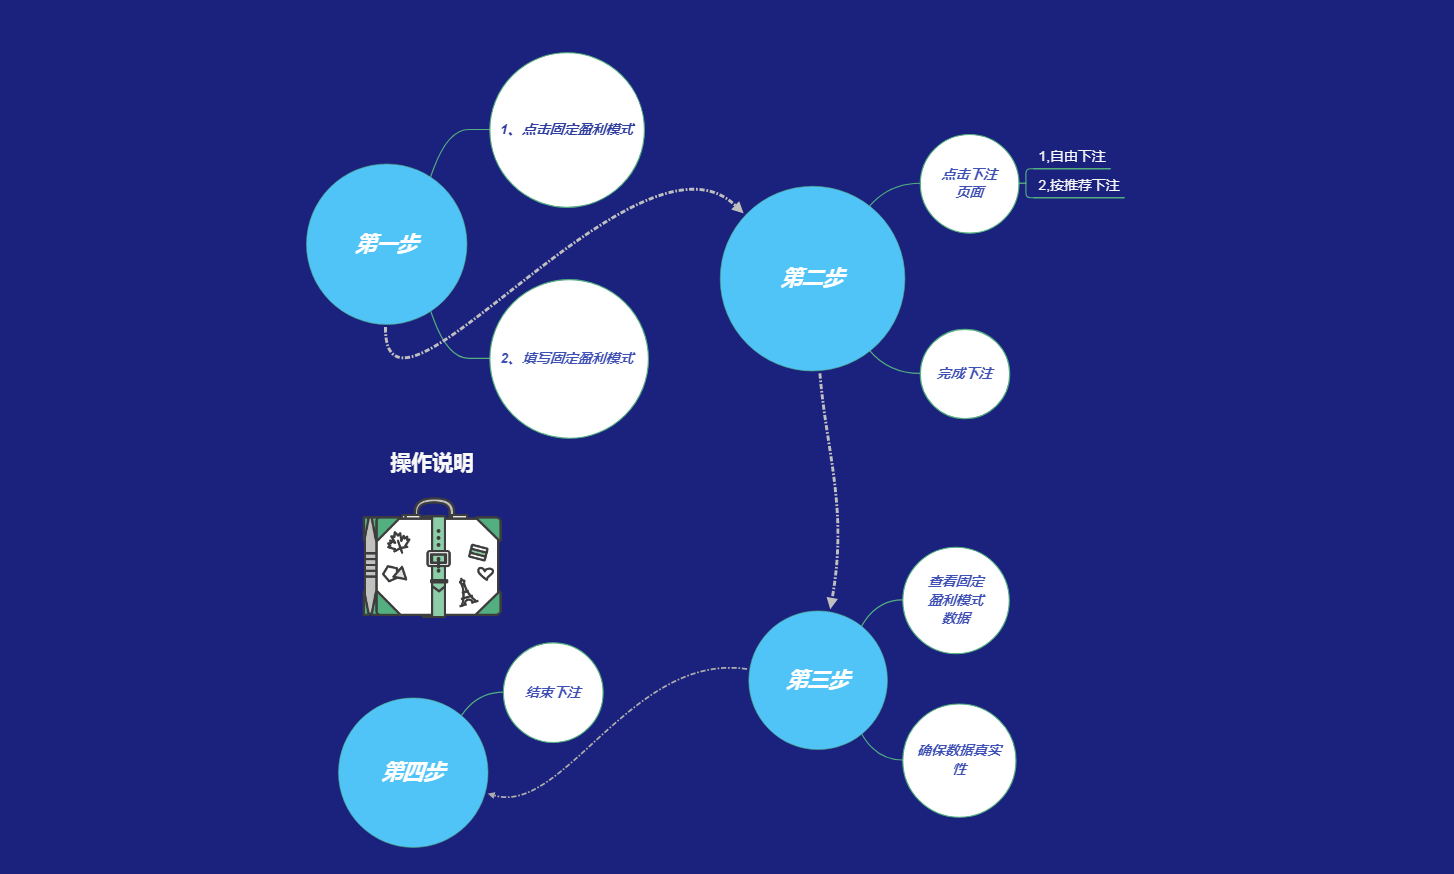 第一步
1、点击固定盈利模式
2、填写固定盈利模式
第二步
点击下注
页面
1,自由下注
2,按推荐下注
完成下注
操作说明
第三步
查看固定
盈利模式
数据
确保数据真实
性
第四步
结束下注